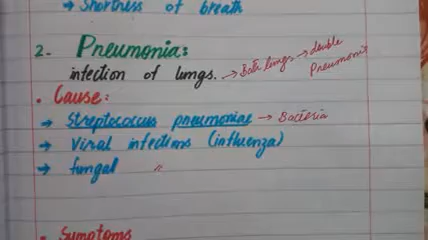 → Shortness of breath
2. Pneumonia:
infection of lungs. → Both lungs → double Pneumonia
• Cause:
→ Streptococcus pneumoniae → Bacteria
→ Viral infections (influenza)
→ fungal "
• Symptoms